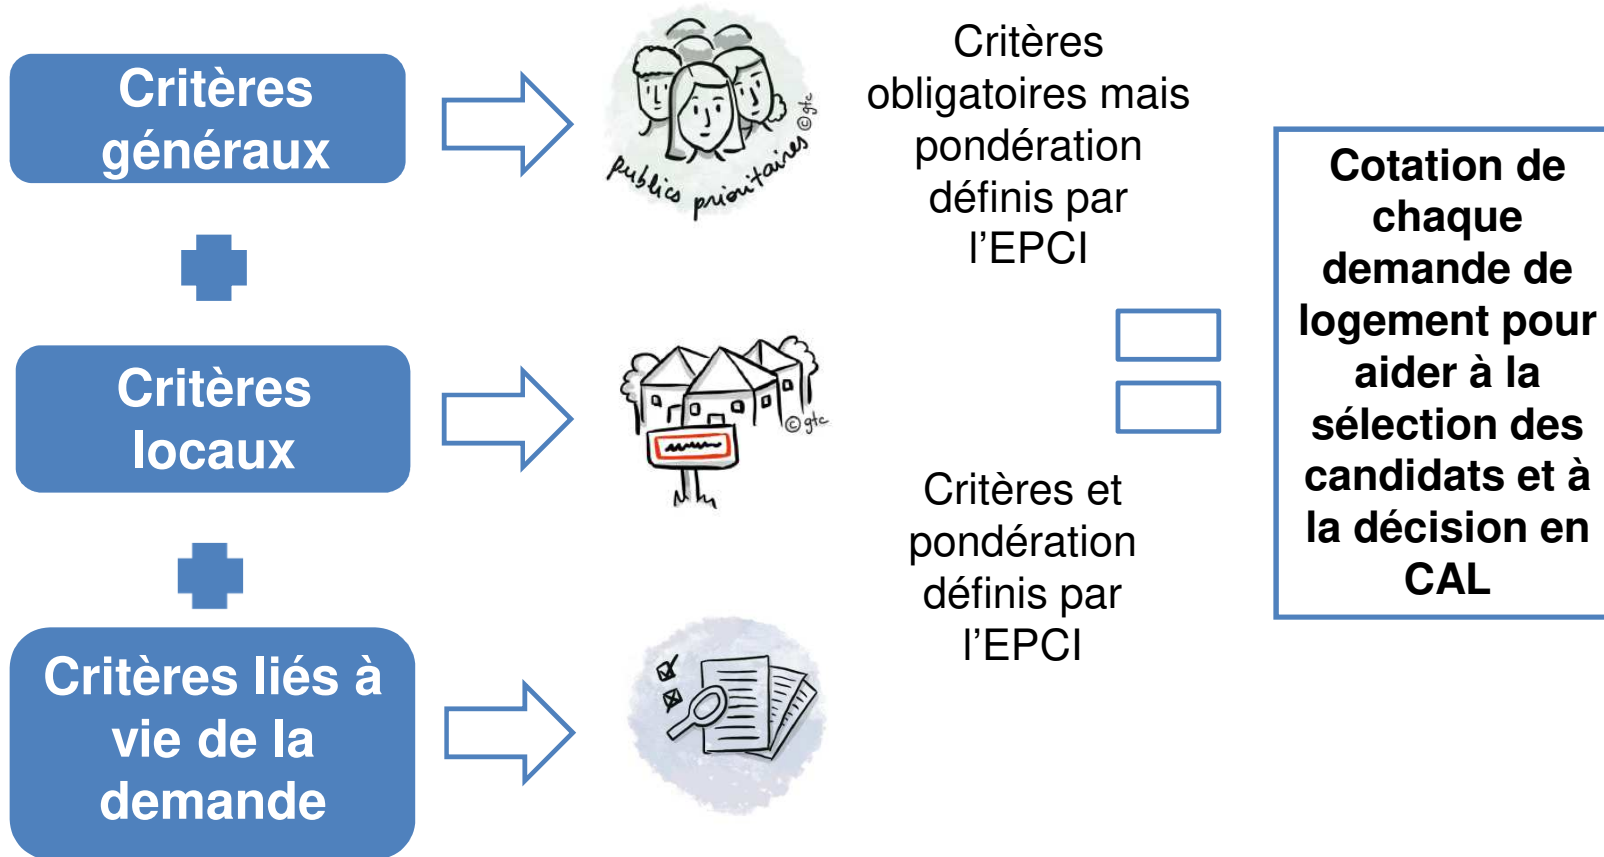 Critères
généraux
publics prioritaires ©gtc
Critères
obligatoires mais
pondération
définis par
l'EPCI
Critères
locaux
©gtc
Critères et
pondération
définis par
l'EPCI
Critères liés à
vie de la
demande
Cotation de
chaque
demande de
logement pour
aider à la
sélection des
candidats et à
la décision en
CAL